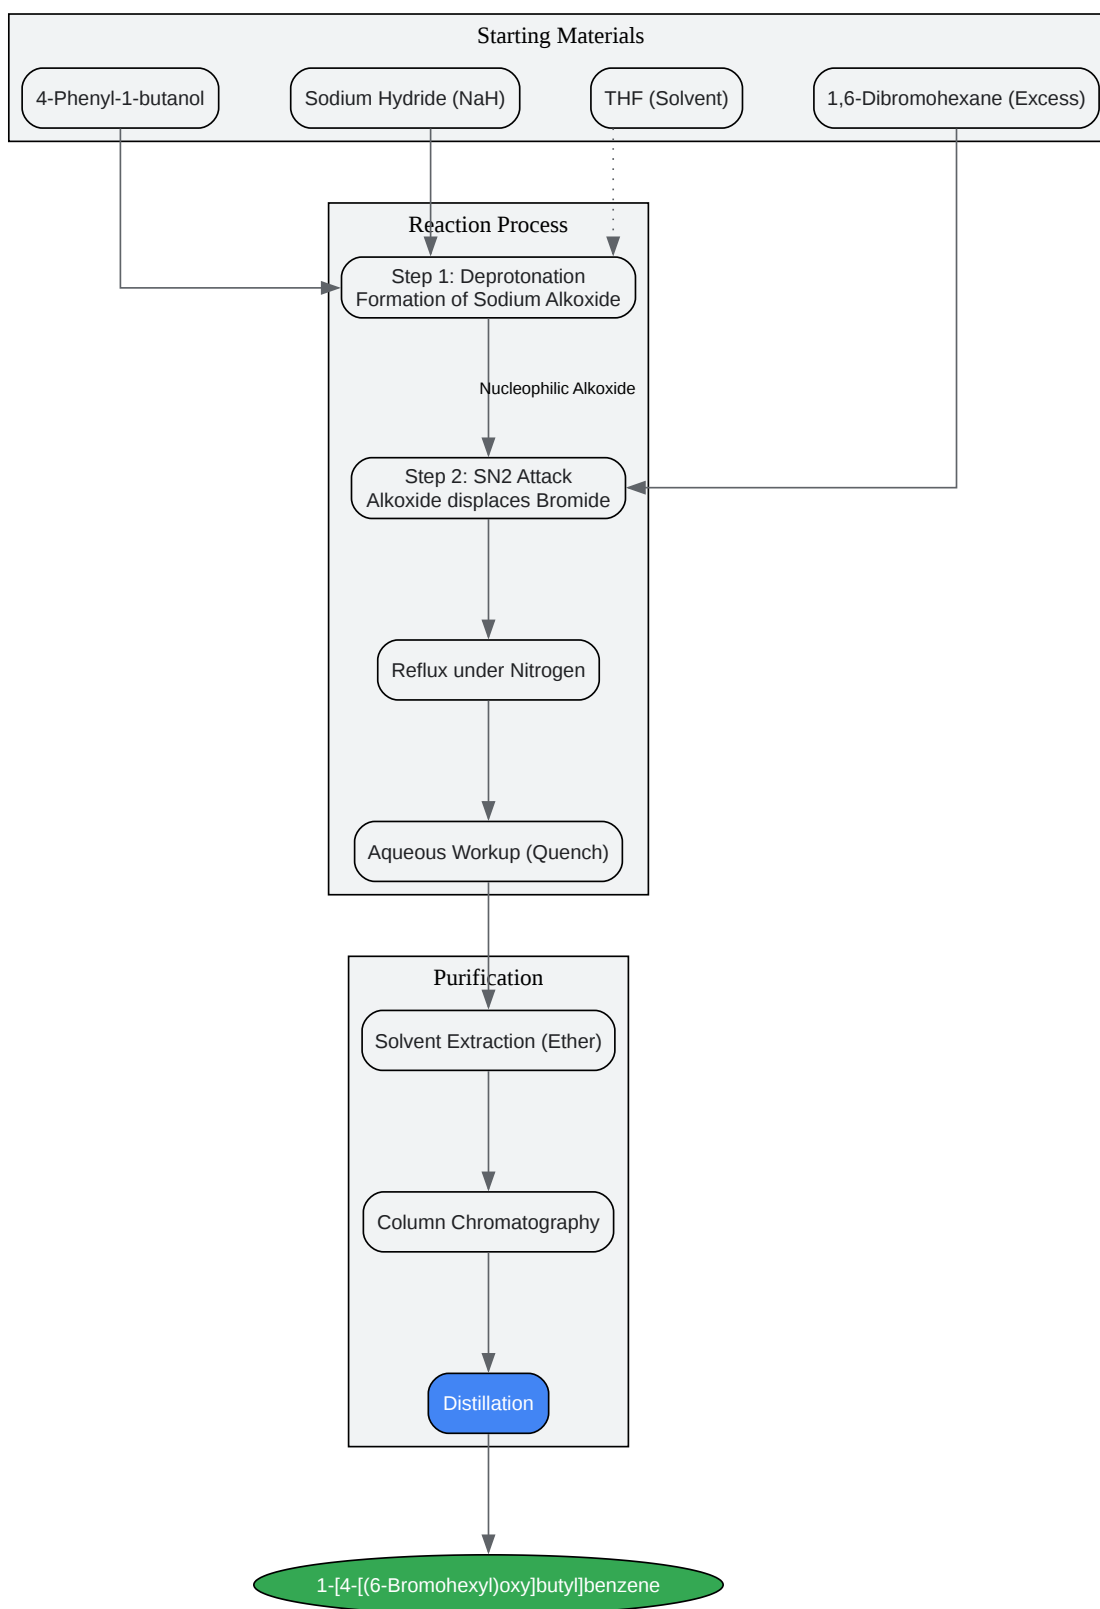 Starting Materials
4-Phenyl-1-butanol
Sodium Hydride (NaH)
THF (Solvent)
1,6-Dibromohexane (Excess)
Reaction Process
Step 1: Deprotonation
Formation of Sodium Alkoxide
Nucleophilic Alkoxide
Step 2: SN2 Attack
Alkoxide displaces Bromide
Reflux under Nitrogen
Aqueous Workup (Quench)
Purification
Solvent Extraction (Ether)
Column Chromatography
Distillation
1-[4-[(6-Bromohexyl)oxy]butyl]benzene